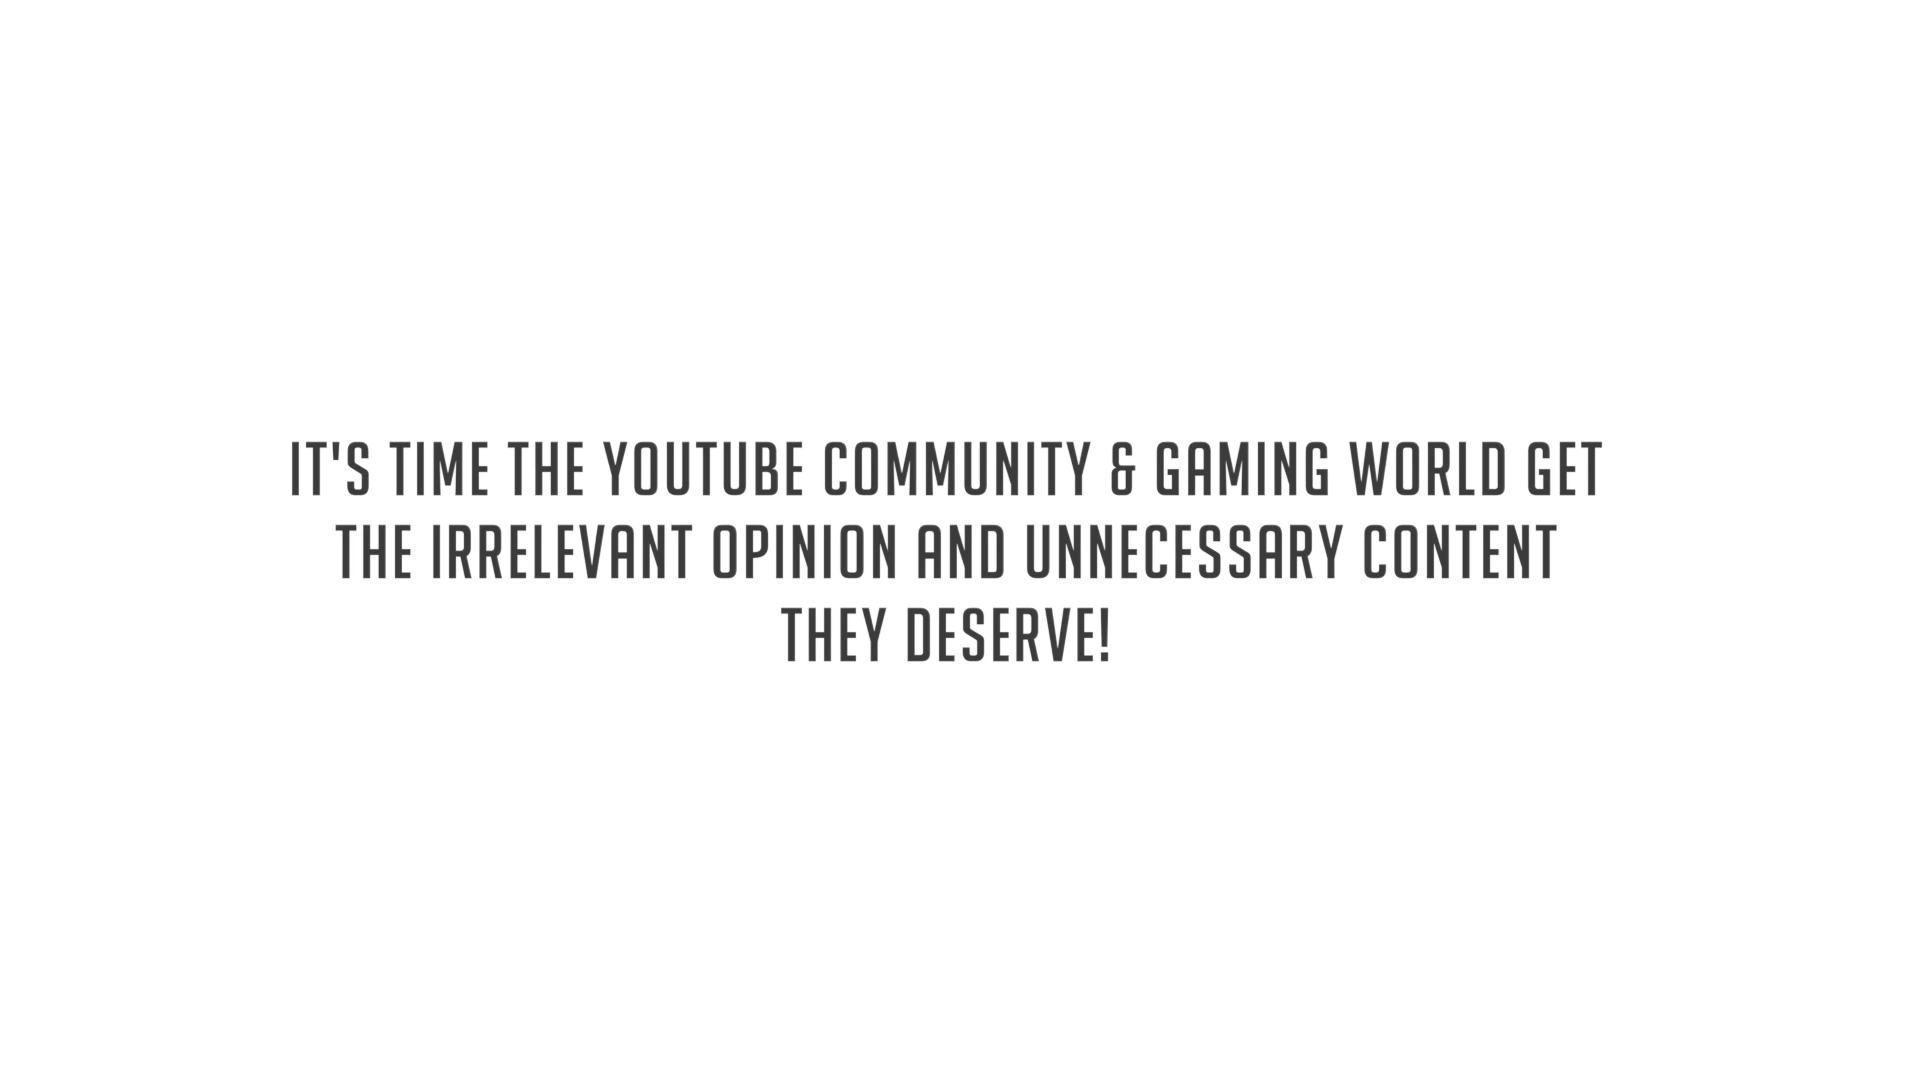 IT'S TIME THE YOUTUBE COMMUNITY & GAMING WORLD GET
THE IRRELEVANT OPINION AND UNNECESSARY CONTENT
THEY DESERVE!